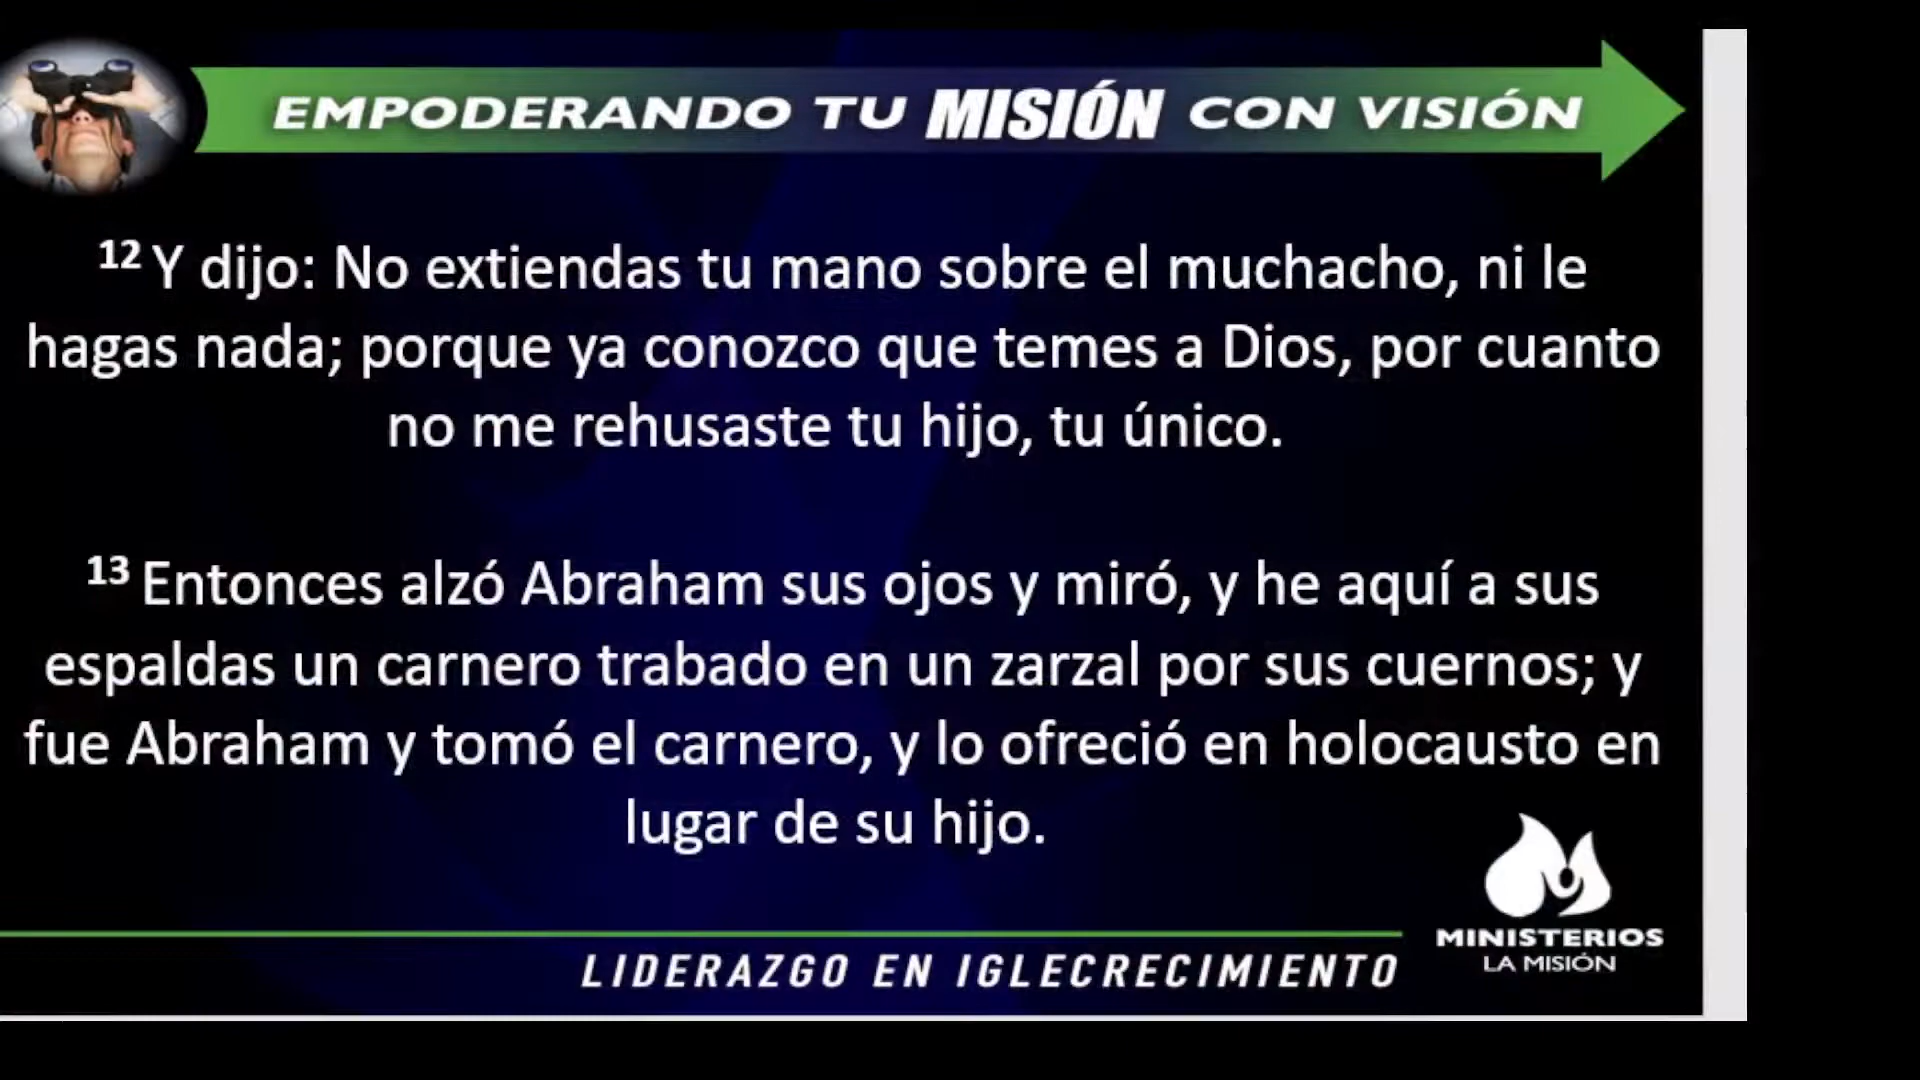 EMPODERANDO TU MISIÓN CON VISIÓN
12 Y dijo: No extiendas tu mano sobre el muchacho, ni le
hagas nada; porque ya conozco que temes a Dios, por cuanto
no me rehusaste tu hijo, tu único.
13 Entonces alzó Abraham sus ojos y miró, y he aquí a sus
espaldas un carnero trabado en un zarzal por sus cuernos; y
fue Abraham y tomó el carnero, y lo ofreció en holocausto en
lugar de su hijo.
MINISTERIOS
LA MISIÓN
LIDERAZGO EN IGLECRECIMIENTO